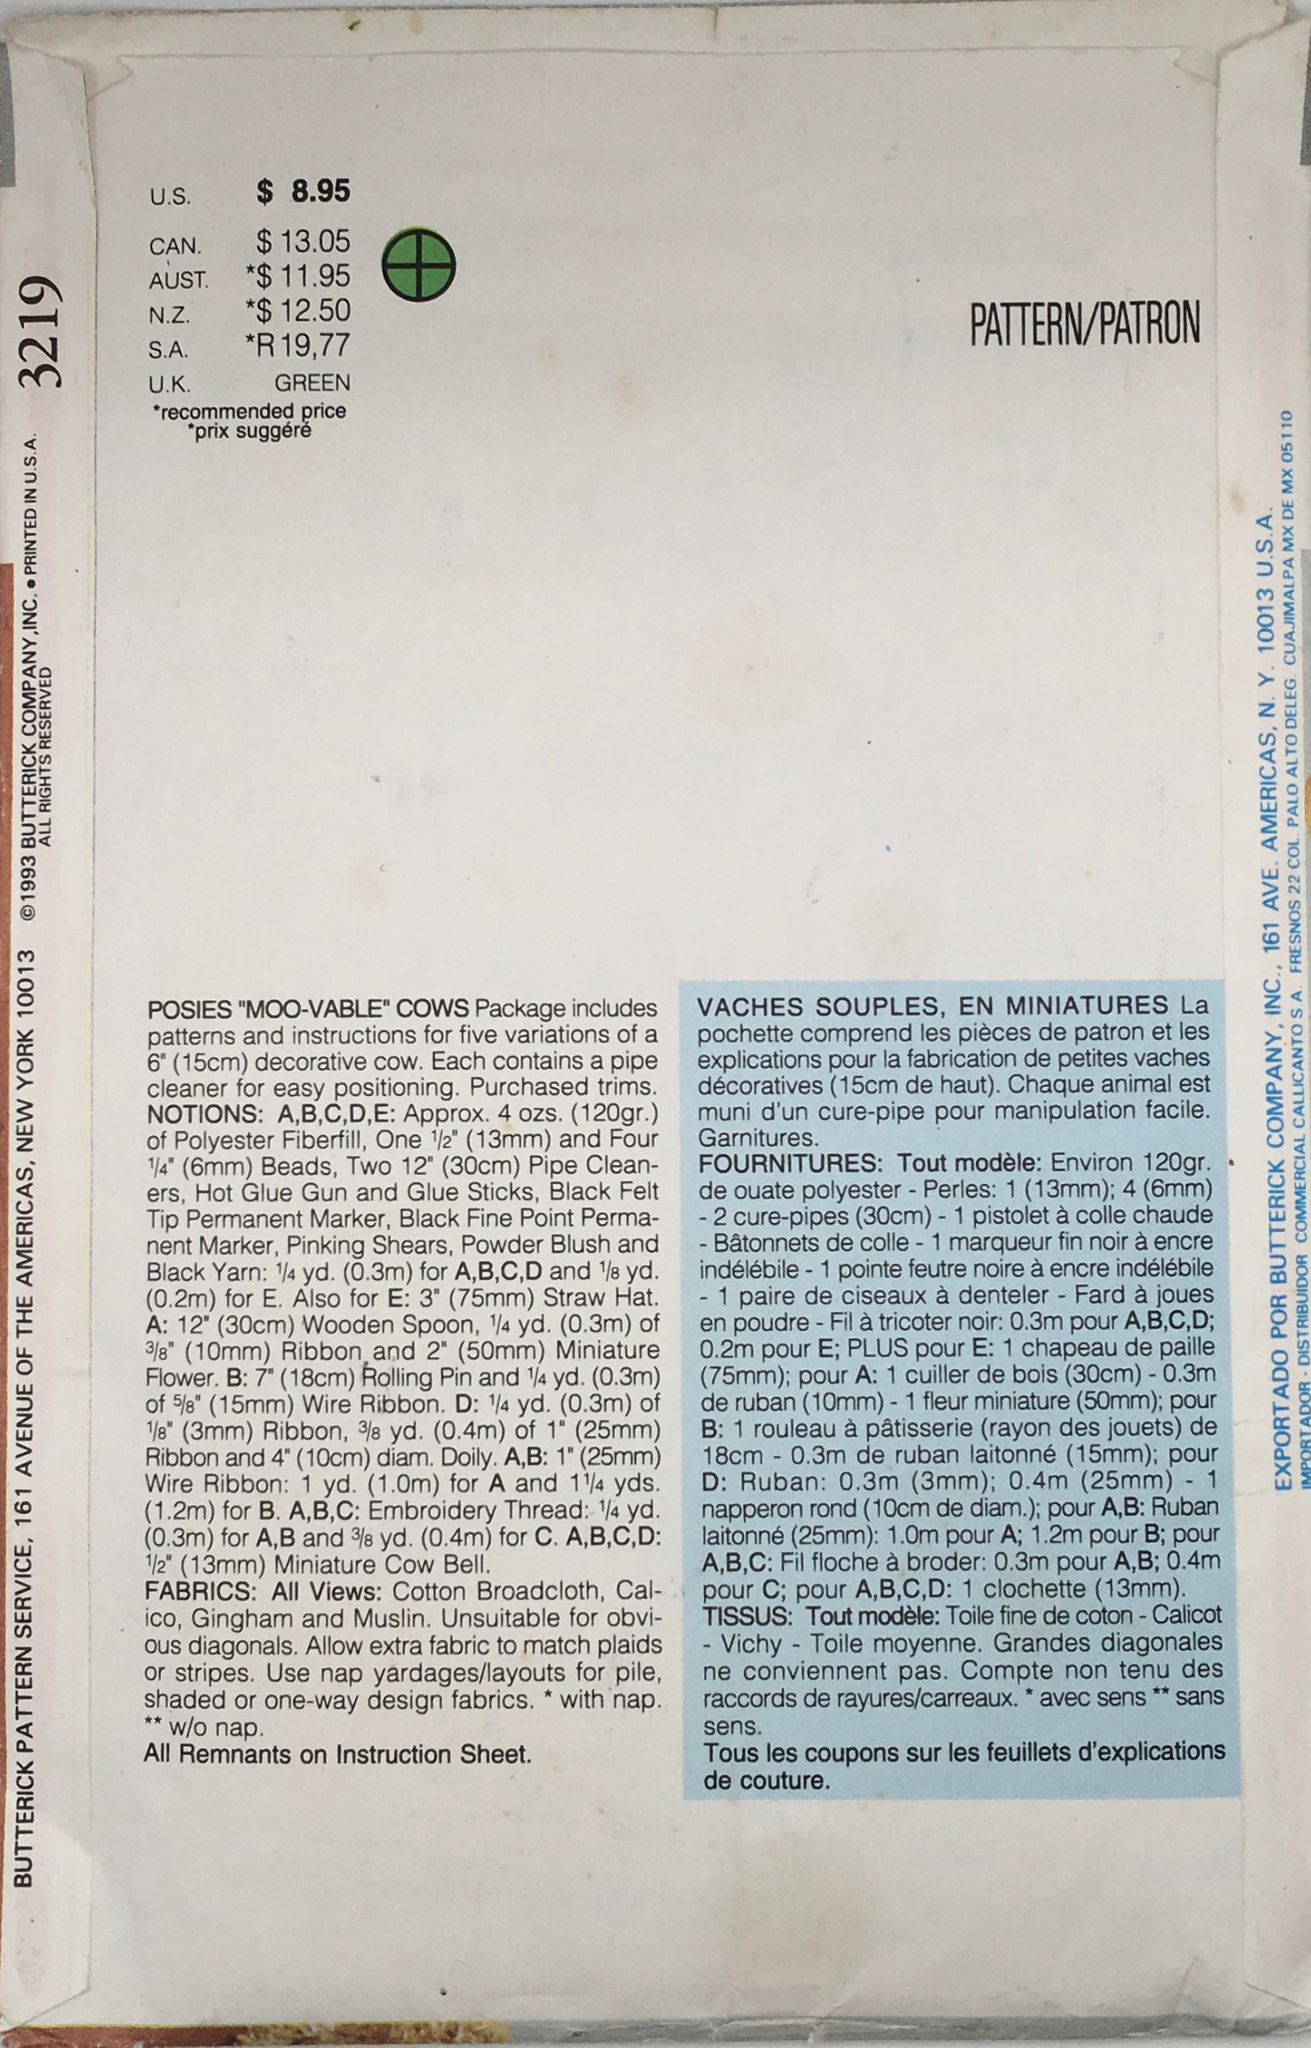 U.S. $ 8.95
CAN. $ 13.05
AUST. *$ 11.95
N.Z. *$ 12.50
S.A. *R 19,77
U.K. GREEN
*recommended price
*prix suggéré
PATTERN/PATRON
BUTTERICK PATTERN SERVICE, 161 AVENUE OF THE AMERICAS, NEW YORK 10013 ©1993 BUTTERICK COMPANY, INC. • PRINTED IN U.S.A. 3219
ALL RIGHTS RESERVED
POSIES "MOO-VABLE" COWS Package includes
patterns and instructions for five variations of a
6" (15cm) decorative cow. Each contains a pipe
cleaner for easy positioning. Purchased trims.
NOTIONS: A,B,C,D,E: Approx. 4 ozs. (120gr.)
of Polyester Fiberfill, One 1/2" (13mm) and Four
1/4" (6mm) Beads, Two 12" (30cm) Pipe Clean-
ers, Hot Glue Gun and Glue Sticks, Black Felt
Tip Permanent Marker, Black Fine Point Perma-
nent Marker, Pinking Shears, Powder Blush and
Black Yarn: 1/4 yd. (0.3m) for A,B,C,D and 1/8 yd.
(0.2m) for E. Also for E: 3" (75mm) Straw Hat.
A: 12" (30cm) Wooden Spoon, 1/4 yd. (0.3m) of
3/8" (10mm) Ribbon and 2" (50mm) Miniature
Flower. B: 7" (18cm) Rolling Pin and 1/4 yd. (0.3m)
of 5/8" (15mm) Wire Ribbon. D: 1/4 yd. (0.3m) of
1/8" (3mm) Ribbon, 3/8 yd. (0.4m) of 1" (25mm)
Ribbon and 4" (10cm) diam. Doily. A,B: 1" (25mm)
Wire Ribbon: 1 yd. (1.0m) for A and 1 1/4 yds.
(1.2m) for B. A,B,C: Embroidery Thread: 1/4 yd.
(0.3m) for A,B and 3/8 yd. (0.4m) for C. A,B,C,D:
1/2" (13mm) Miniature Cow Bell.
FABRICS: All Views: Cotton Broadcloth, Cal-
ico, Gingham and Muslin. Unsuitable for obvi-
ous diagonals. Allow extra fabric to match plaids
or stripes. Use nap yardages/layouts for pile,
shaded or one-way design fabrics. * with nap.
** w/o nap.
All Remnants on Instruction Sheet.
VACHES SOUPLES, EN MINIATURES La
pochette comprend les pièces de patron et les
explications pour la fabrication de petites vaches
décoratives (15cm de haut). Chaque animal est
muni d'un cure-pipe pour manipulation facile.
Garnitures.
FOURNITURES: Tout modèle: Environ 120gr.
de ouate polyester - Perles: 1 (13mm); 4 (6mm)
- 2 cure-pipes (30cm) - 1 pistolet à colle chaude
- Bâtonnets de colle - 1 marqueur fin noir à encre
indélébile - 1 pointe feutre noire à encre indélébile
- 1 paire de ciseaux à denteler - Fard à joues
en poudre - Fil à tricoter noir: 0.3m pour A,B,C,D;
0.2m pour E; PLUS pour E: 1 chapeau de paille
(75mm); pour A: 1 cuiller de bois (30cm) - 0.3m
de ruban (10mm) - 1 fleur miniature (50mm); pour
B: 1 rouleau à pâtisserie (rayon des jouets) de
18cm - 0.3m de ruban laitonné (15mm); pour
D: Ruban: 0.3m (3mm); 0.4m (25mm) - 1
napperon rond (10cm de diam.); pour A,B: Ruban
laitonné (25mm): 1.0m pour A; 1.2m pour B; pour
A,B,C: Fil floche à broder: 0.3m pour A,B; 0.4m
pour C; pour A,B,C,D: 1 clochette (13mm).
TISSUS: Tout modèle: Toile fine de coton - Calicot
- Vichy - Toile moyenne. Grandes diagonales
ne conviennent pas. Compte non tenu des
raccords de rayures/carreaux. * avec sens ** sans
sens.
Tous les coupons sur les feuillets d'explications
de couture.
EXPORTADO POR BUTTERICK COMPANY, INC., 161 AVE. AMERICAS, N. Y. 10013 U.S.A.
IMPORTADOR - DISTRIBUIDOR COMMERCIAL CALLICANTO S A. FRESNOS 22 COL. PALO ALTO DELEG. CUAJIMALPA MX DE MX 05110